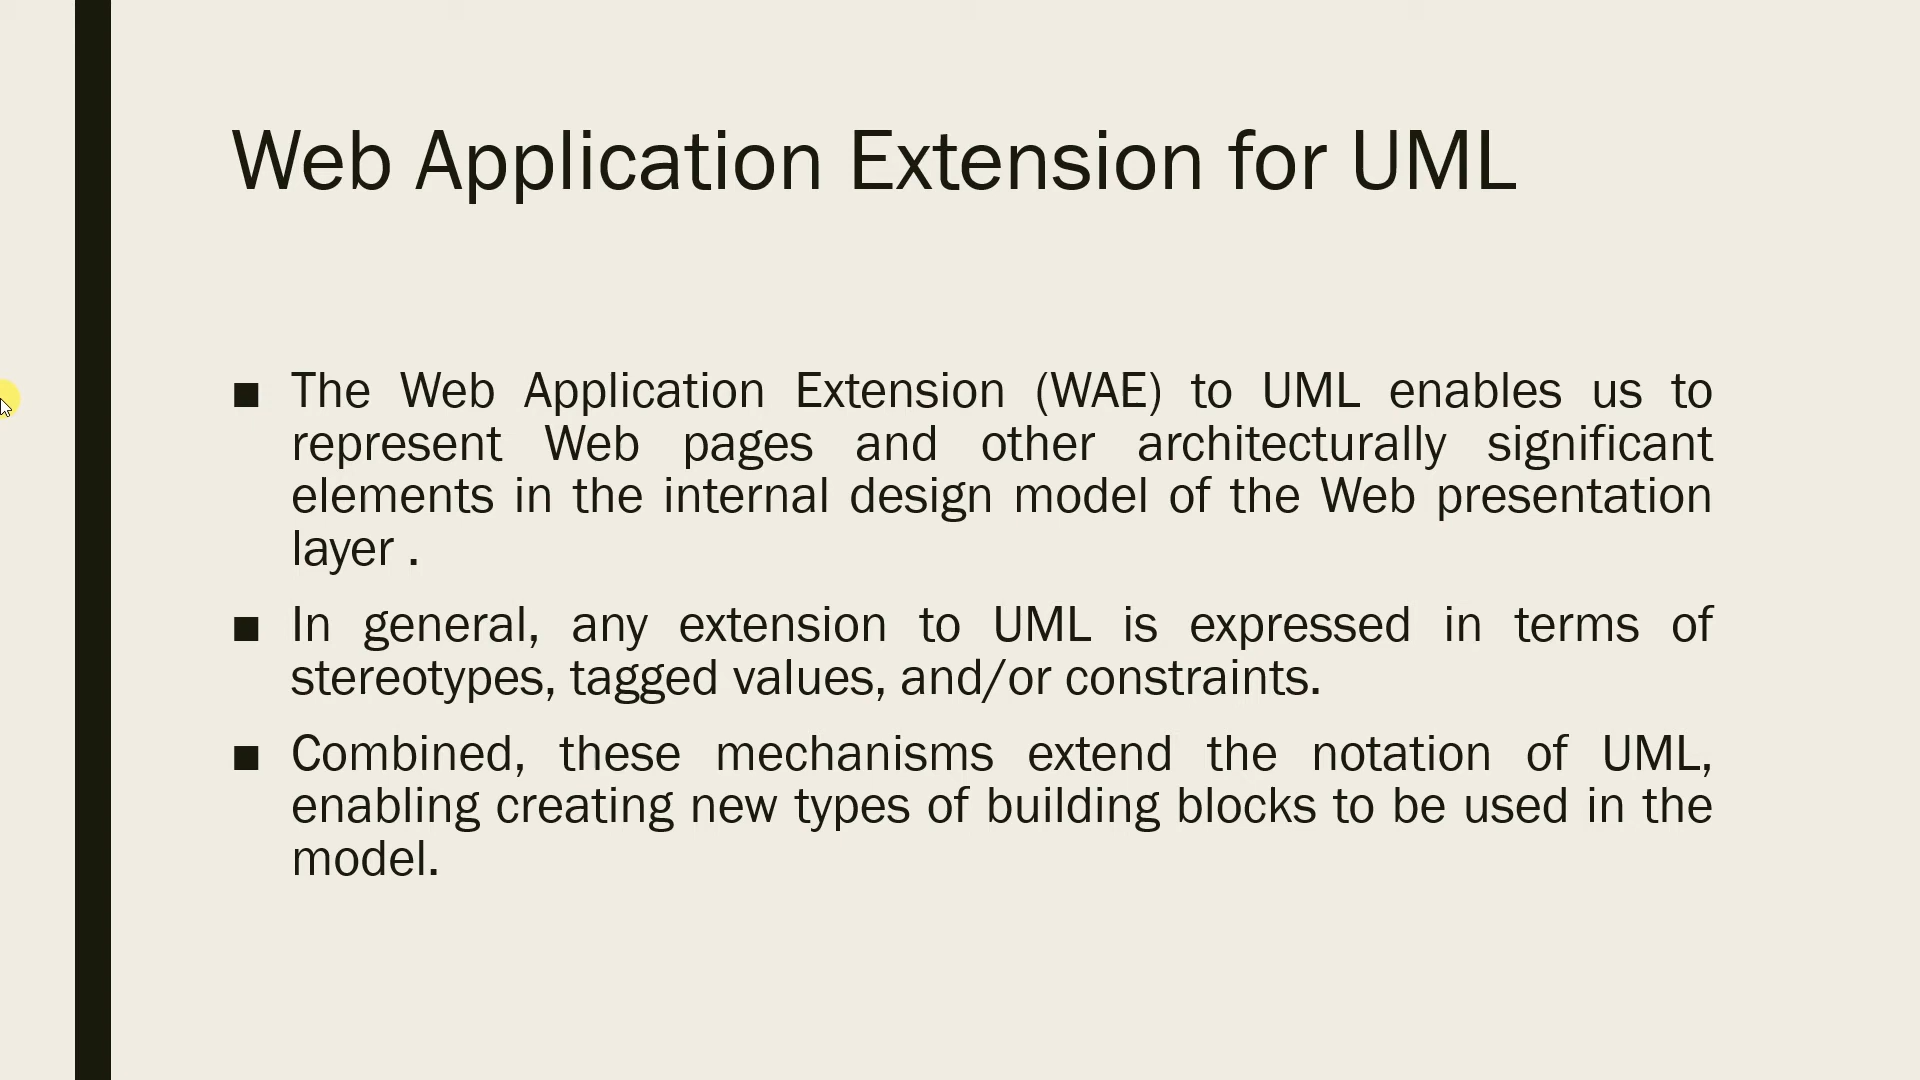 Web Application Extension for UML
■ The Web Application Extension (WAE) to UML enables us to
represent Web pages and other architecturally significant
elements in the internal design model of the Web presentation
layer .
■ In general, any extension to UML is expressed in terms of
stereotypes, tagged values, and/or constraints.
■ Combined, these mechanisms extend the notation of UML,
enabling creating new types of building blocks to be used in the
model.